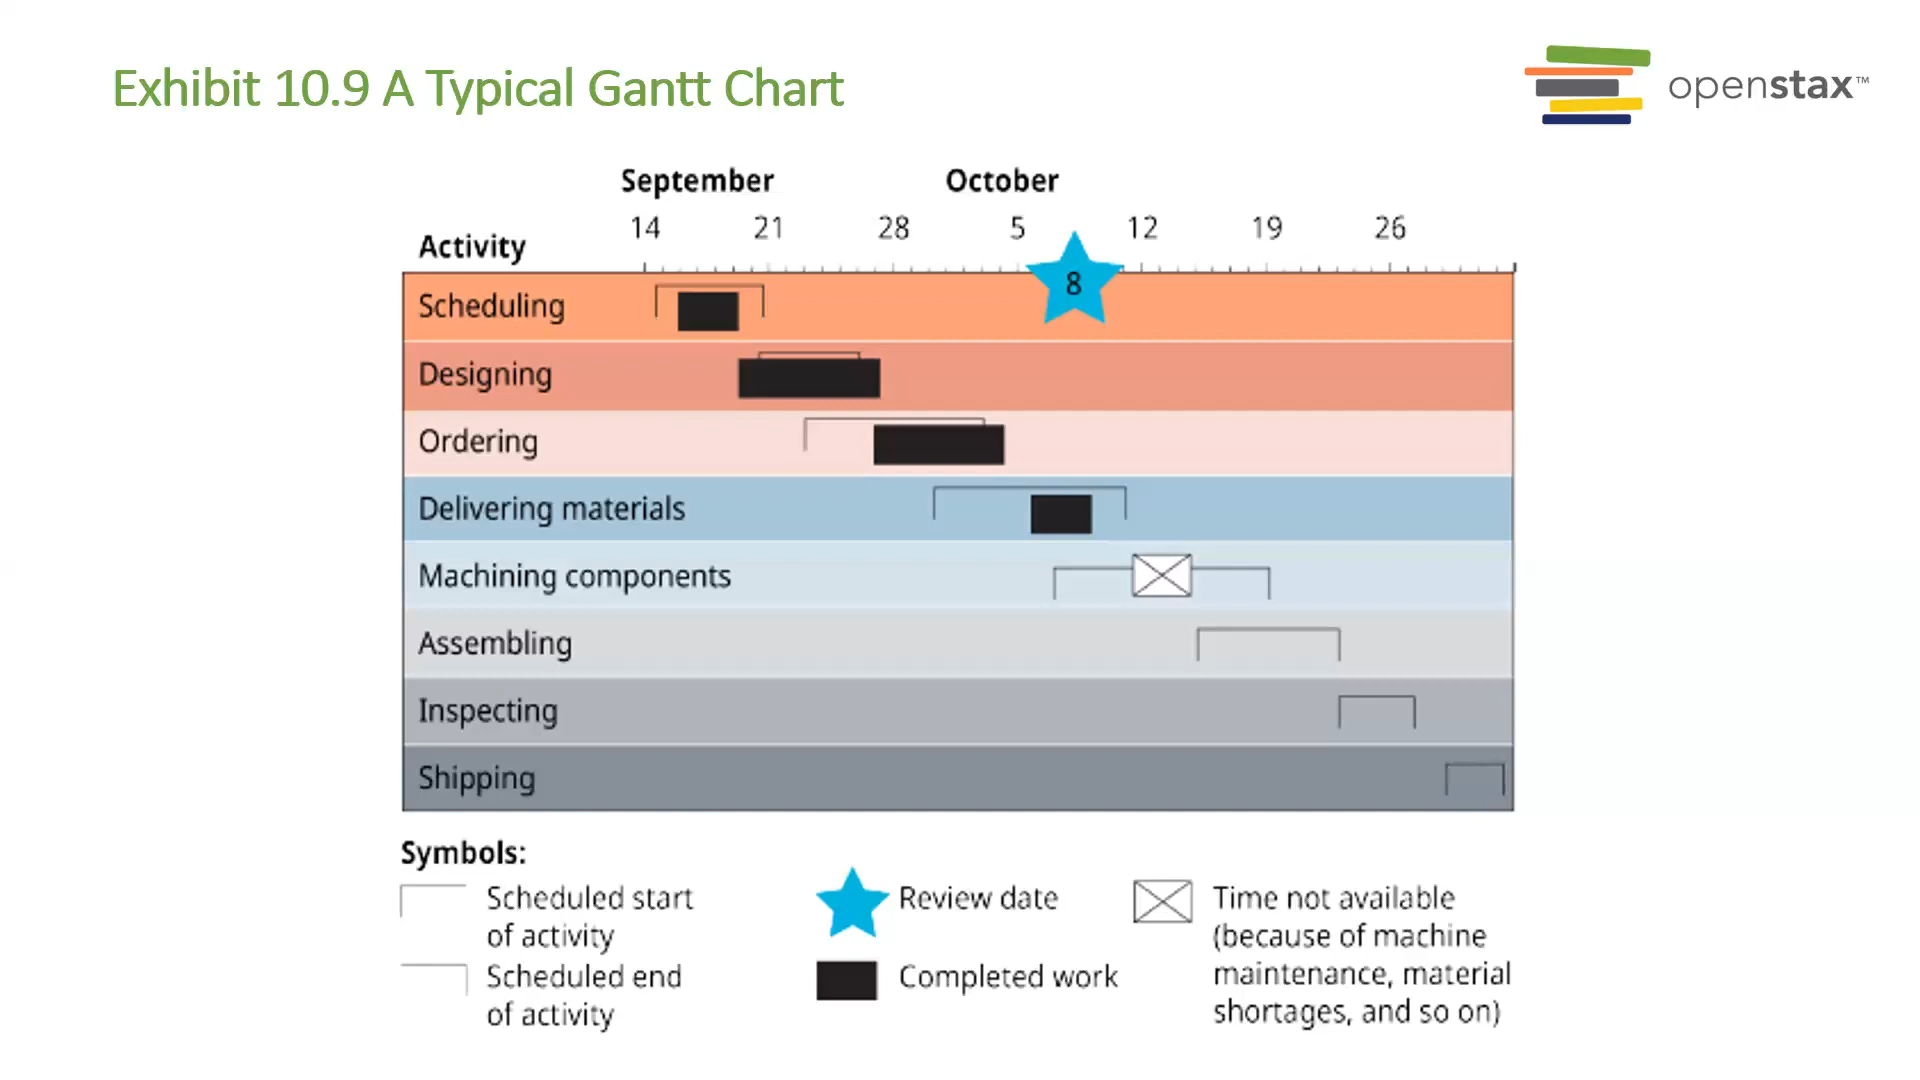 Exhibit 10.9 A Typical Gantt Chart
openstax™
September October
14 21 28 5 12 19 26
Activity
8
Scheduling
Designing
Ordering
Delivering materials
Machining components
Assembling
Inspecting
Shipping
Symbols:
Scheduled start
of activity
Scheduled end
of activity
Review date
Completed work
Time not available
(because of machine
maintenance, material
shortages, and so on)